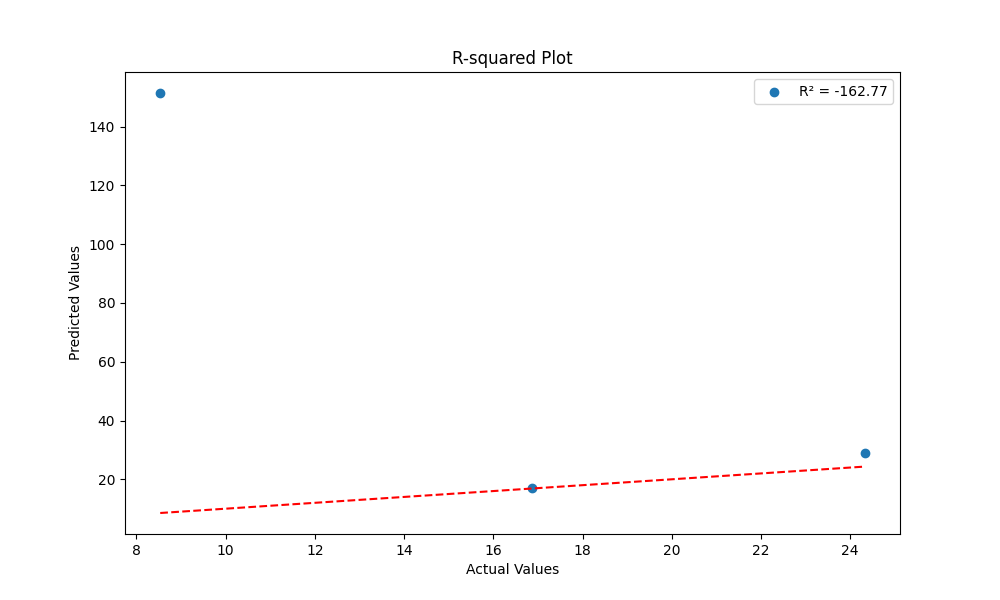 R-squared Plot
R² = -162.77
140
120
100
80
60
40
20
Predicted Values
8 10 12 14 16 18 20 22 24
Actual Values